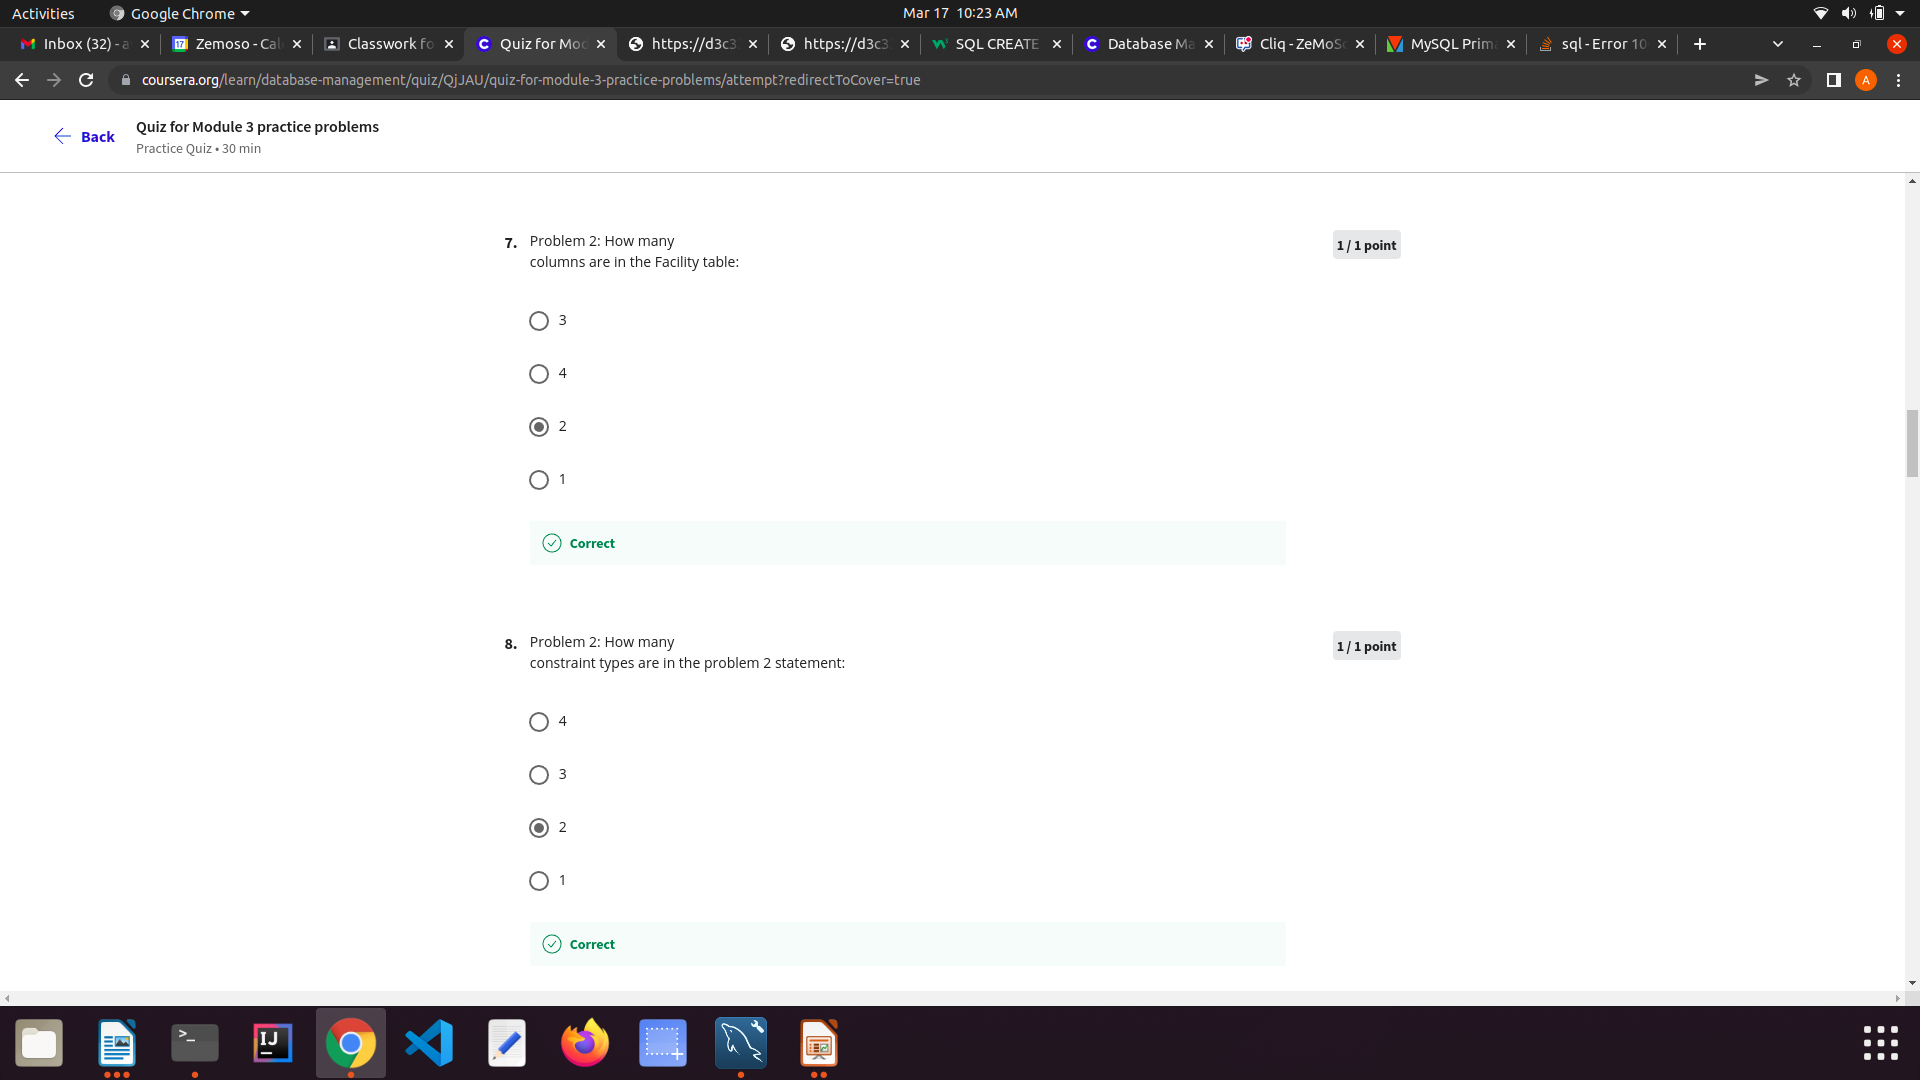 Activities
Google Chrome
Mar 17 10:23 AM
Inbox (32) - a
17
Zemoso - Cal
Classwork fo
Quiz for Mod
https://d3c3
https://d3c3
SQL CREATE
Database Ma
Cliq - ZeMoSo
MySQL Prima
sql - Error 10
coursera.org/learn/database-management/quiz/QjJAU/quiz-for-module-3-practice-problems/attempt?redirectToCover=true
A
Back
Quiz for Module 3 practice problems
Practice Quiz • 30 min
7.
Problem 2: How many
columns are in the Facility table:
1 / 1 point
3
4
2
1
Correct
8.
Problem 2: How many
constraint types are in the problem 2 statement:
1 / 1 point
4
3
2
1
Correct
>_
IJ